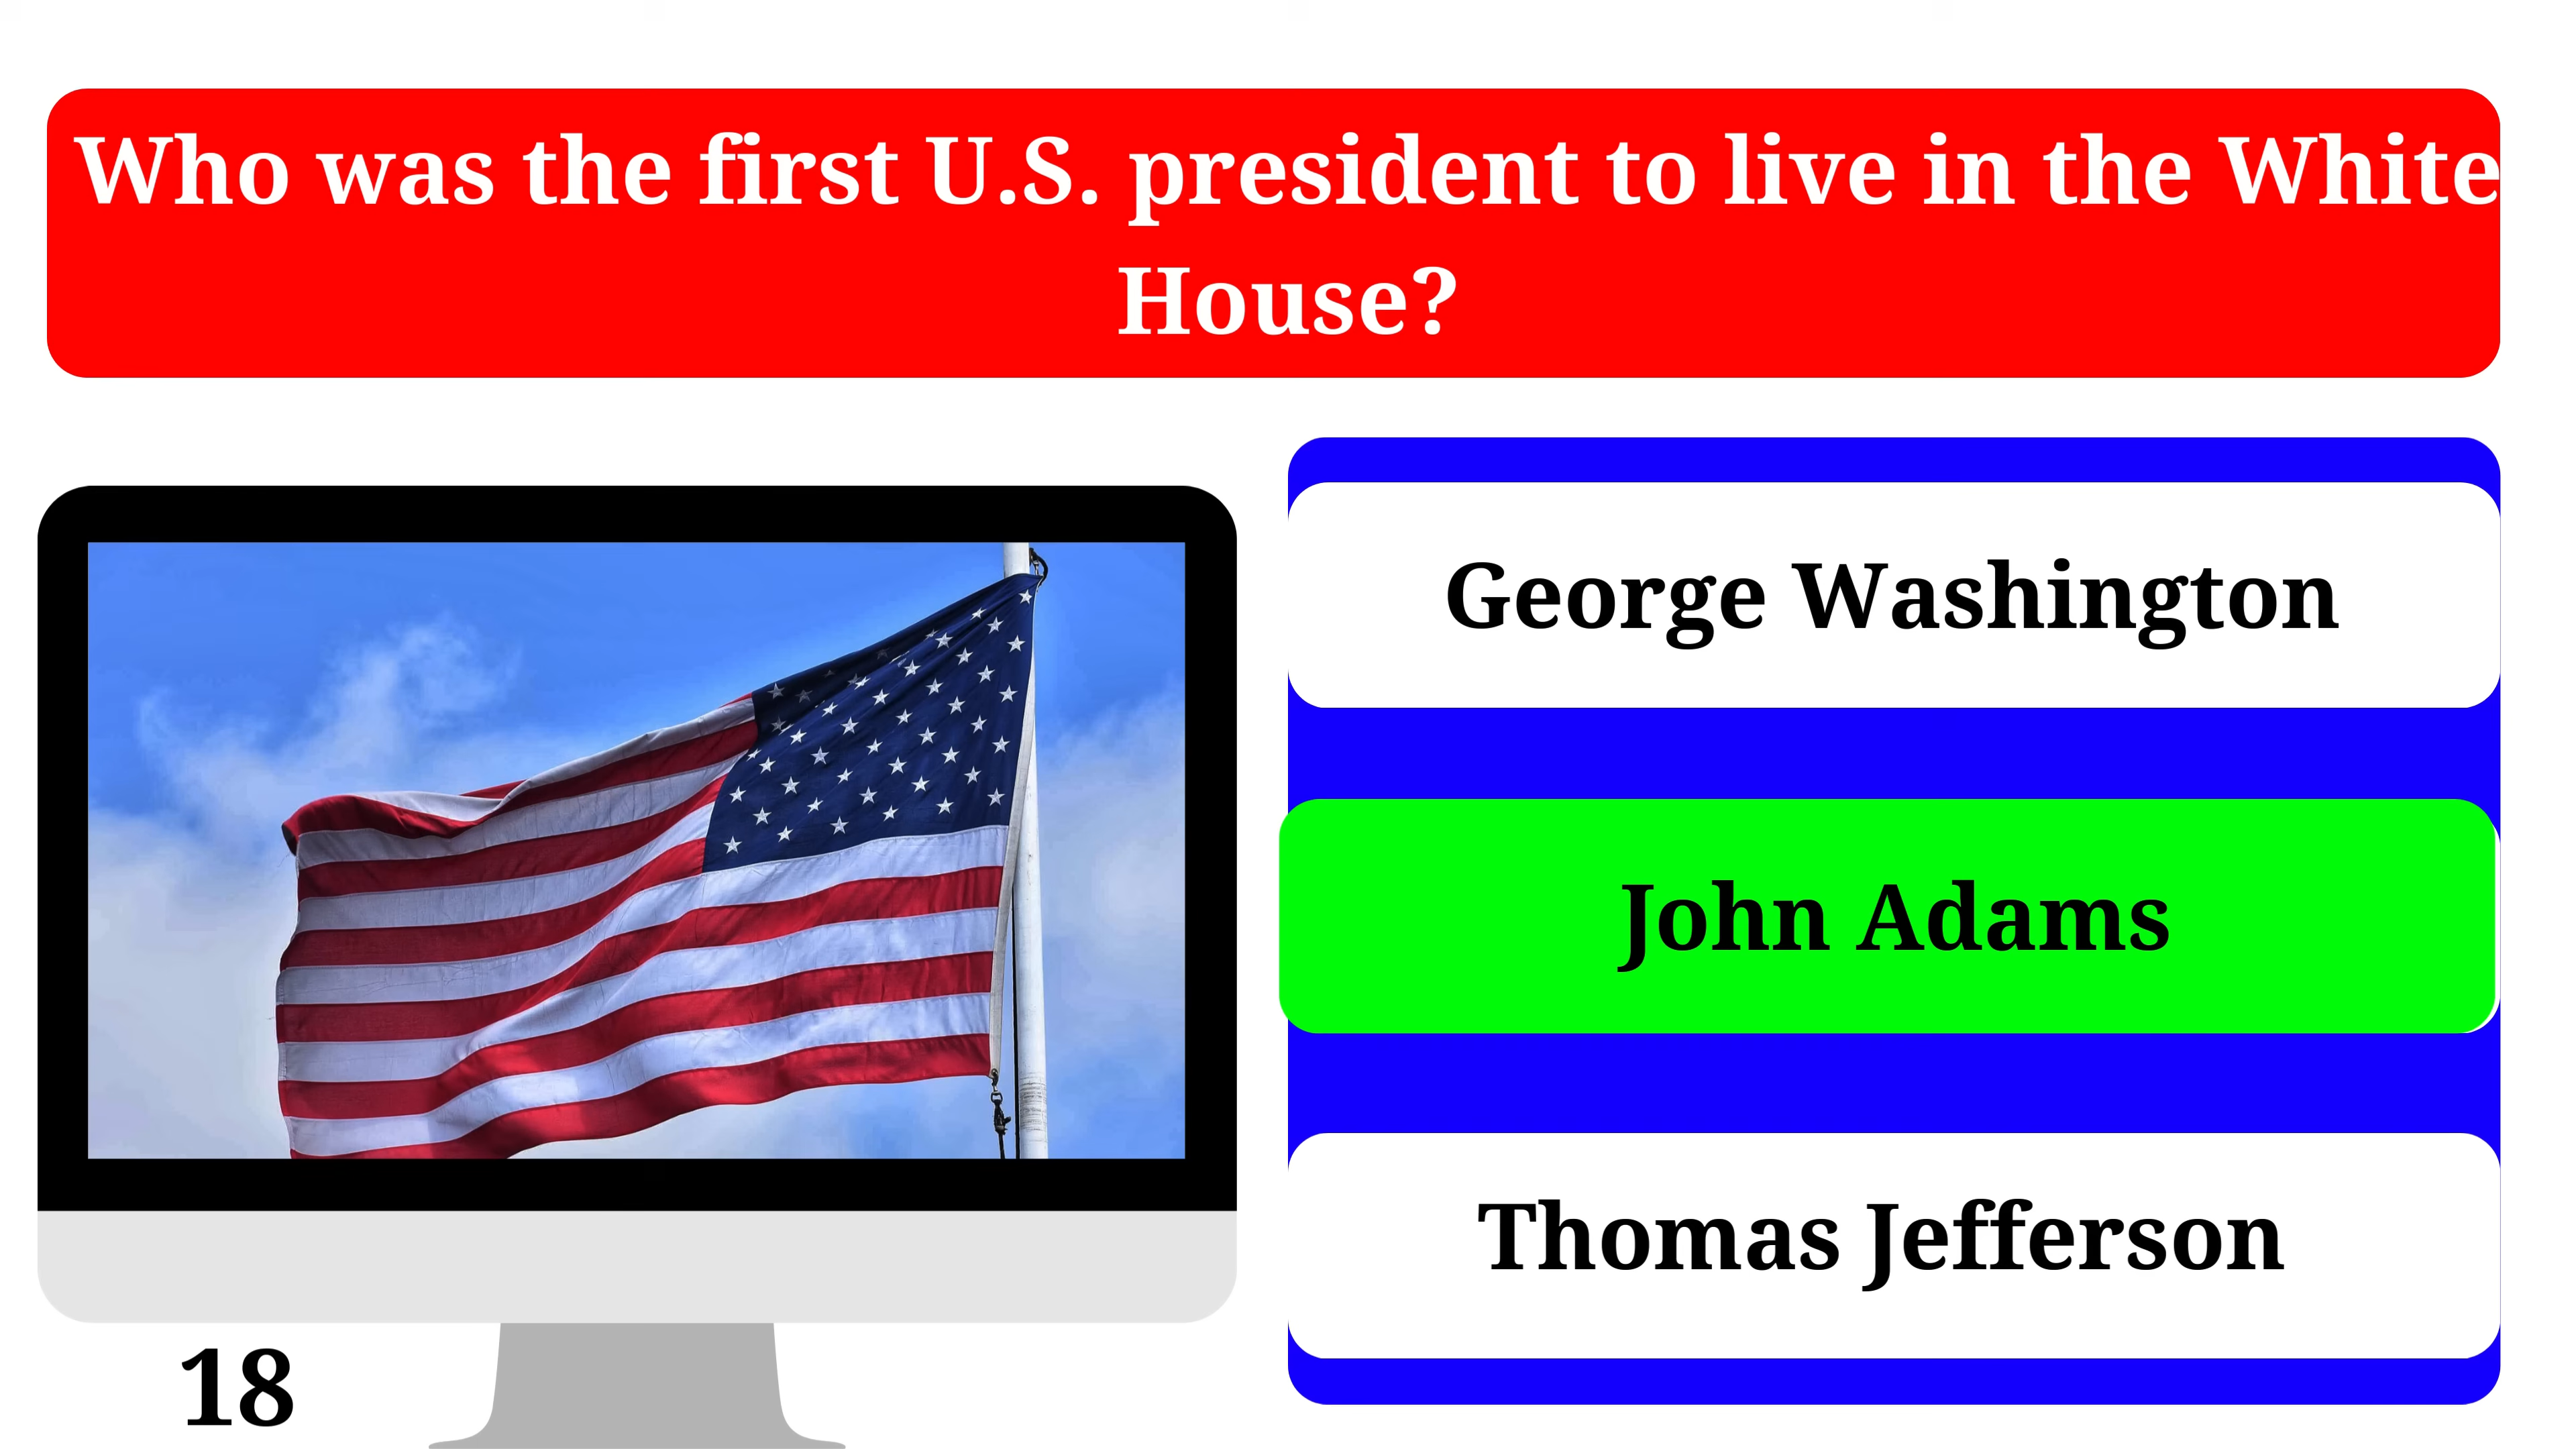 Who was the first U.S. president to live in the White
House?
George Washington
John Adams
Thomas Jefferson
18